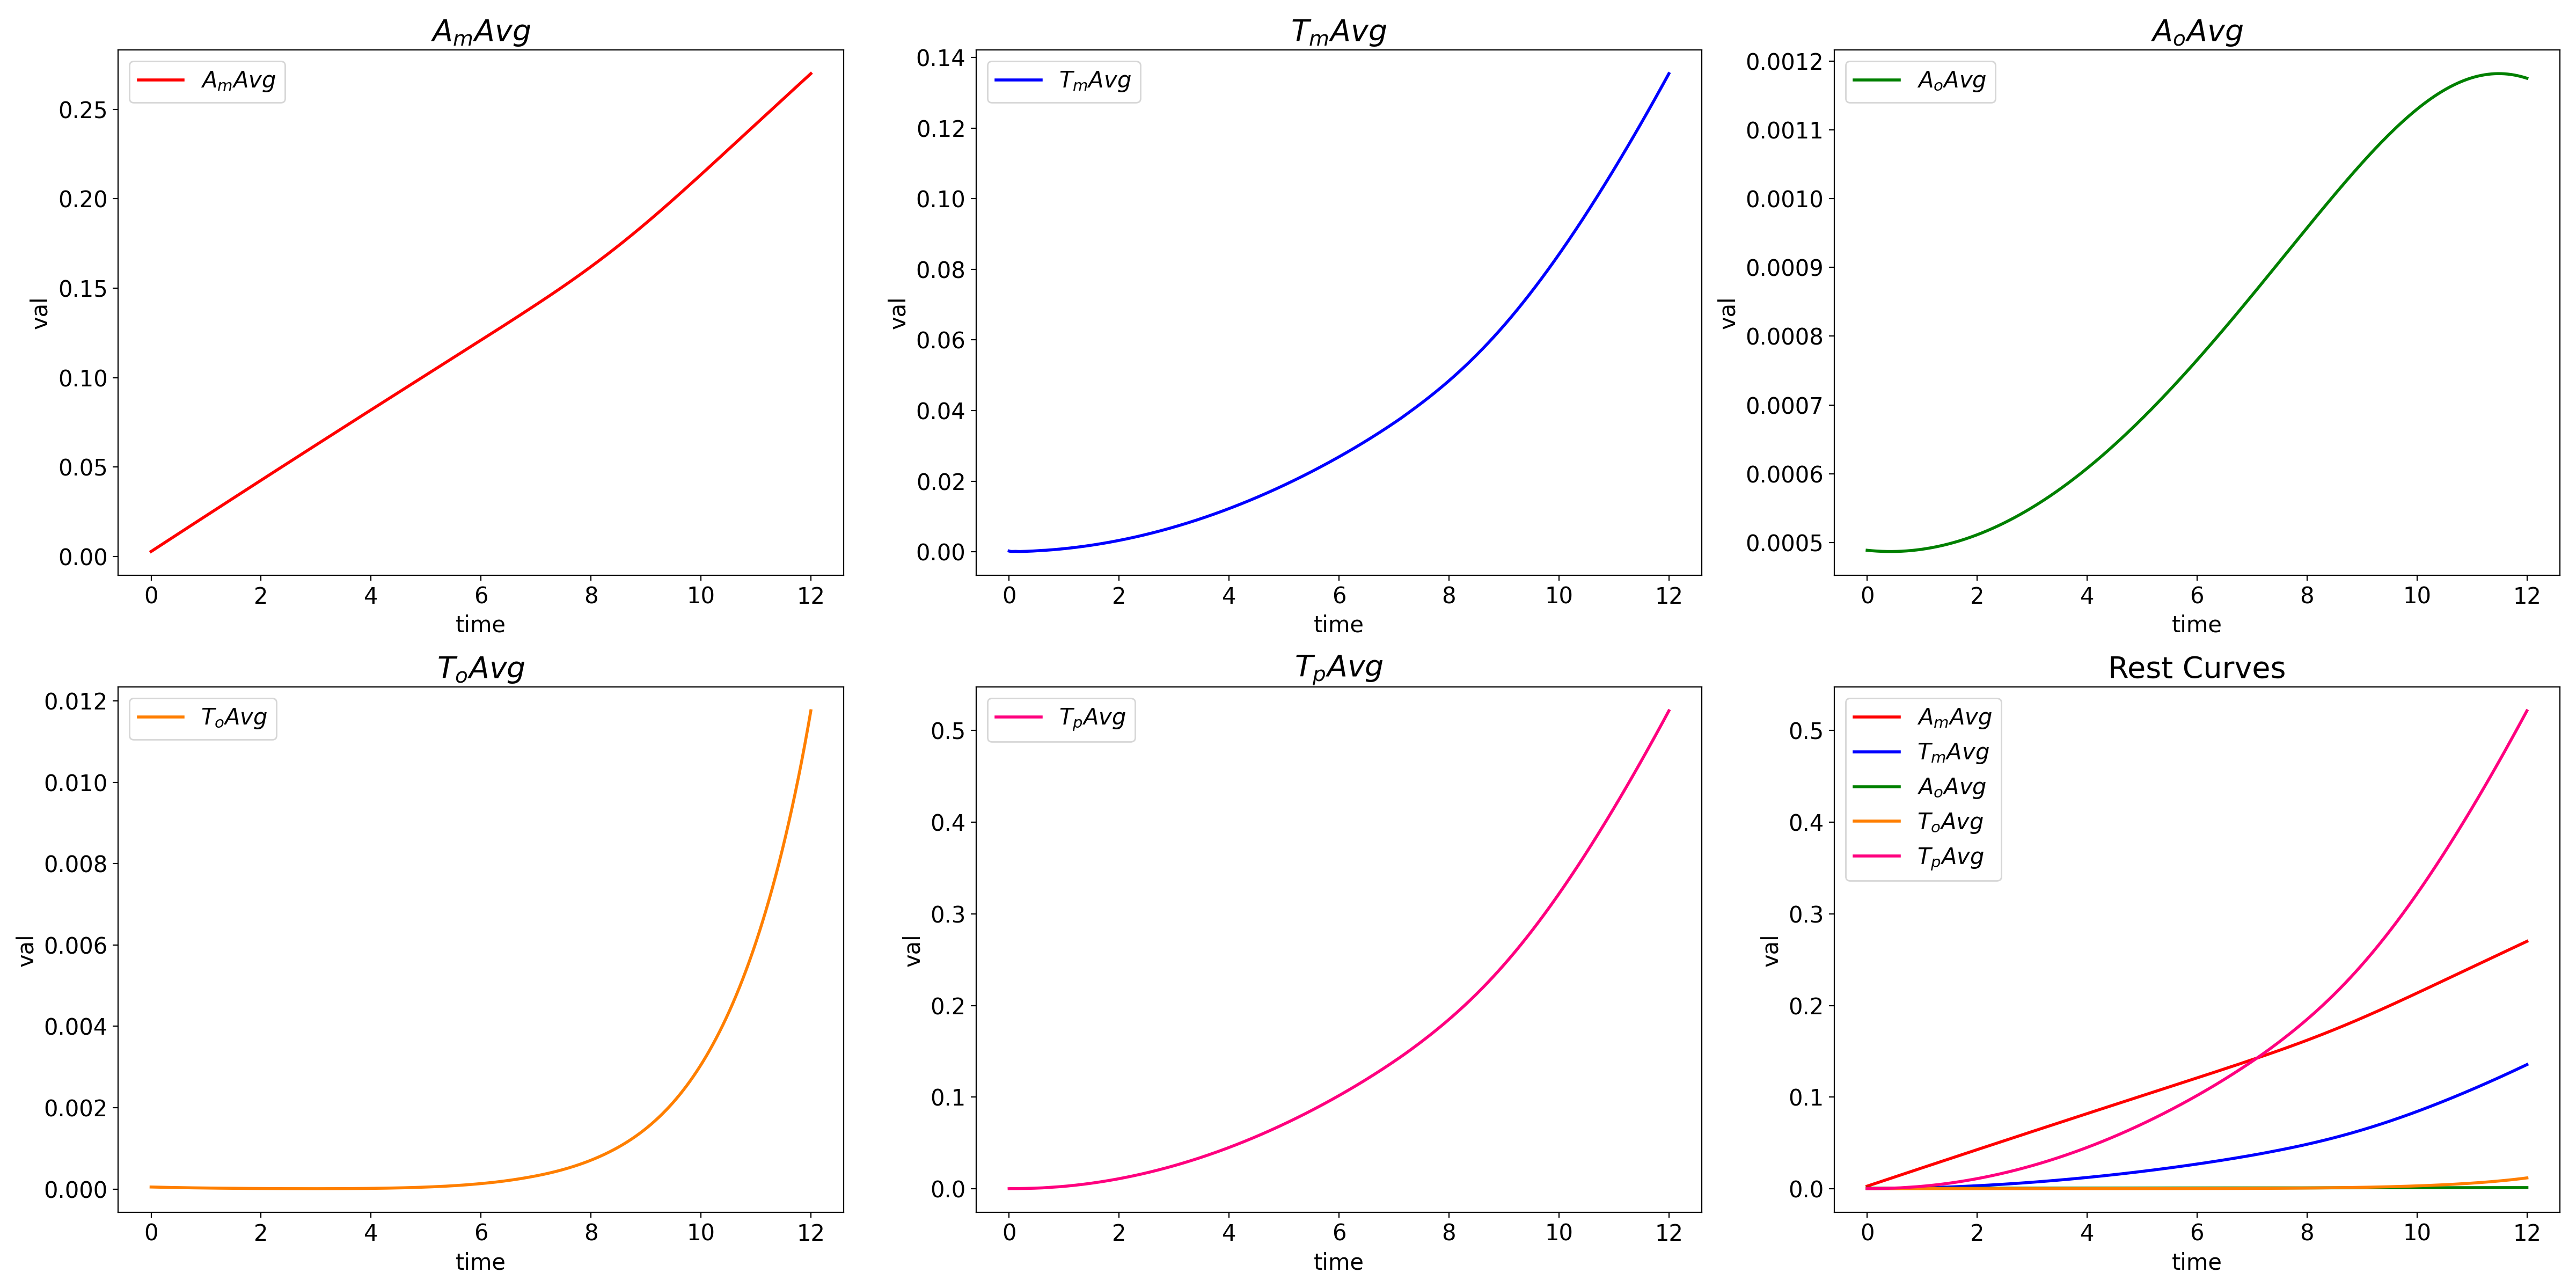 A_mAvg
A_mAvg
0.25
0.20
0.15
0.10
0.05
0.00
val
0 2 4 6 8 10 12
time
T_mAvg
T_mAvg
0.14
0.12
0.10
0.08
0.06
0.04
0.02
0.00
val
0 2 4 6 8 10 12
time
A_oAvg
A_oAvg
0.0012
0.0011
0.0010
0.0009
0.0008
0.0007
0.0006
0.0005
val
0 2 4 6 8 10 12
time
T_oAvg
T_oAvg
0.012
0.010
0.008
0.006
0.004
0.002
0.000
val
0 2 4 6 8 10 12
time
T_pAvg
T_pAvg
0.5
0.4
0.3
0.2
0.1
0.0
val
0 2 4 6 8 10 12
time
Rest Curves
A_mAvg
T_mAvg
A_oAvg
T_oAvg
T_pAvg
0.5
0.4
0.3
0.2
0.1
0.0
val
0 2 4 6 8 10 12
time